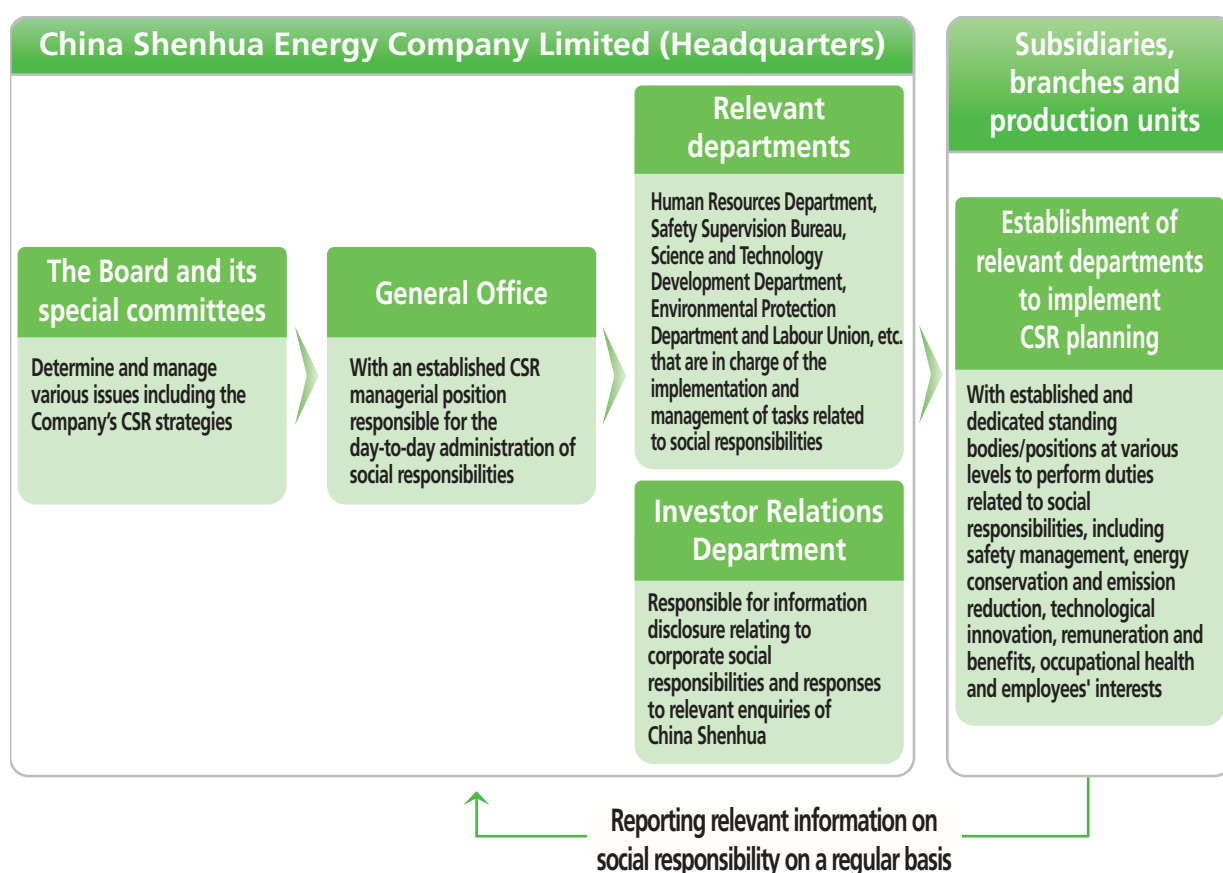 China Shenhua Energy Company Limited (Headquarters)
The Board and its
special committees
Determine and manage
various issues including the
Company's CSR strategies
General Office
With an established CSR
managerial position
responsible for the
day-to-day administration of
social responsibilities
Relevant
departments
Human Resources Department,
Safety Supervision Bureau,
Science and Technology
Development Department,
Environmental Protection
Department and Labour Union, etc.
that are in charge of the
implementation and
management of tasks related
to social responsibilities
Investor Relations
Department
Responsible for information
disclosure relating to
corporate social
responsibilities and responses
to relevant enquiries of
China Shenhua
Subsidiaries,
branches and
production units
Establishment of
relevant departments
to implement
CSR planning
With established and
dedicated standing
bodies/positions at various
levels to perform duties
related to social
responsibilities, including
safety management, energy
conservation and emission
reduction, technological
innovation, remuneration and
benefits, occupational health
and employees' interests
Reporting relevant information on
social responsibility on a regular basis